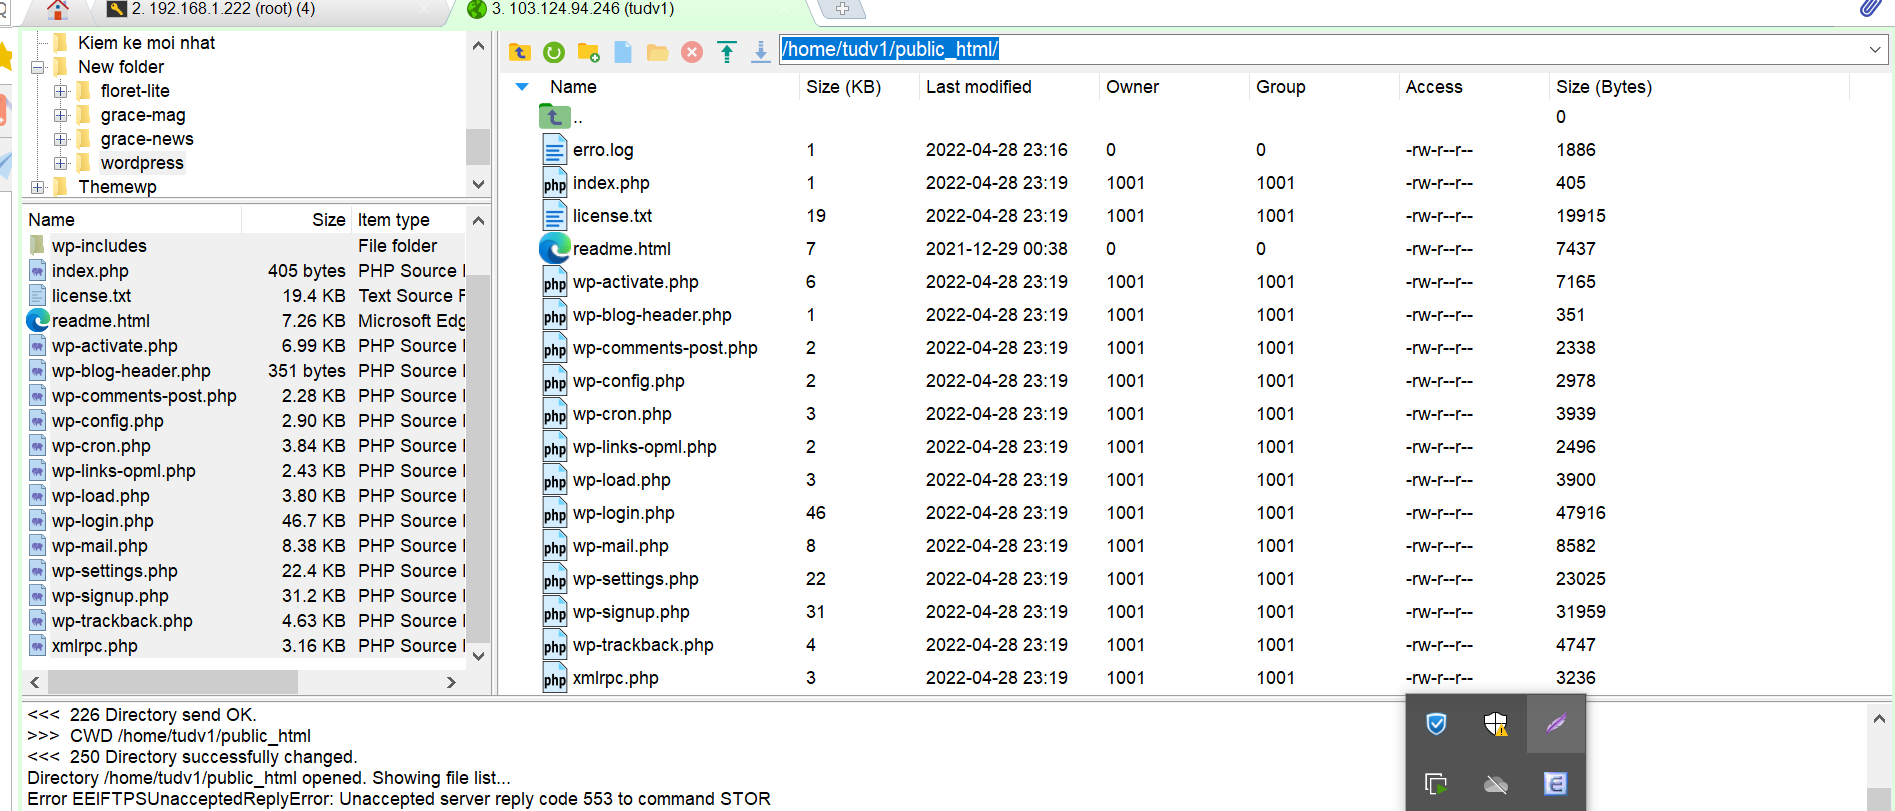 2. 192.168.1.222 (root) (4)
3. 103.124.94.246 (tudv1)
Kiem ke moi nhat
New folder
floret-lite
grace-mag
grace-news
wordpress
Themewp
Name Size Item type
wp-includes File folder
index.php 405 bytes PHP Source
license.txt 19.4 KB Text Source F
readme.html 7.26 KB Microsoft Edg
wp-activate.php 6.99 KB PHP Source
wp-blog-header.php 351 bytes PHP Source
wp-comments-post.php 2.28 KB PHP Source
wp-config.php 2.90 KB PHP Source
wp-cron.php 3.84 KB PHP Source
wp-links-opml.php 2.43 KB PHP Source
wp-load.php 3.80 KB PHP Source
wp-login.php 46.7 KB PHP Source
wp-mail.php 8.38 KB PHP Source
wp-settings.php 22.4 KB PHP Source
wp-signup.php 31.2 KB PHP Source
wp-trackback.php 4.63 KB PHP Source
xmlrpc.php 3.16 KB PHP Source
/home/tudv1/public_html/
Name Size (KB) Last modified Owner Group Access Size (Bytes)
.. 0
erro.log 1 2022-04-28 23:16 0 0 -rw-r--r-- 1886
php index.php 1 2022-04-28 23:19 1001 1001 -rw-r--r-- 405
license.txt 19 2022-04-28 23:19 1001 1001 -rw-r--r-- 19915
readme.html 7 2021-12-29 00:38 0 0 -rw-r--r-- 7437
php wp-activate.php 6 2022-04-28 23:19 1001 1001 -rw-r--r-- 7165
php wp-blog-header.php 1 2022-04-28 23:19 1001 1001 -rw-r--r-- 351
php wp-comments-post.php 2 2022-04-28 23:19 1001 1001 -rw-r--r-- 2338
php wp-config.php 2 2022-04-28 23:19 1001 1001 -rw-r--r-- 2978
php wp-cron.php 3 2022-04-28 23:19 1001 1001 -rw-r--r-- 3939
php wp-links-opml.php 2 2022-04-28 23:19 1001 1001 -rw-r--r-- 2496
php wp-load.php 3 2022-04-28 23:19 1001 1001 -rw-r--r-- 3900
php wp-login.php 46 2022-04-28 23:19 1001 1001 -rw-r--r-- 47916
php wp-mail.php 8 2022-04-28 23:19 1001 1001 -rw-r--r-- 8582
php wp-settings.php 22 2022-04-28 23:19 1001 1001 -rw-r--r-- 23025
php wp-signup.php 31 2022-04-28 23:19 1001 1001 -rw-r--r-- 31959
php wp-trackback.php 4 2022-04-28 23:19 1001 1001 -rw-r--r-- 4747
php xmlrpc.php 3 2022-04-28 23:19 1001 1001 -rw-r--r-- 3236
<<< 226 Directory send OK.
>>> CWD /home/tudv1/public_html
<<< 250 Directory successfully changed.
Directory /home/tudv1/public_html opened. Showing file list...
Error EEIFTPSUnacceptedReplyError: Unaccepted server reply code 553 to command STOR